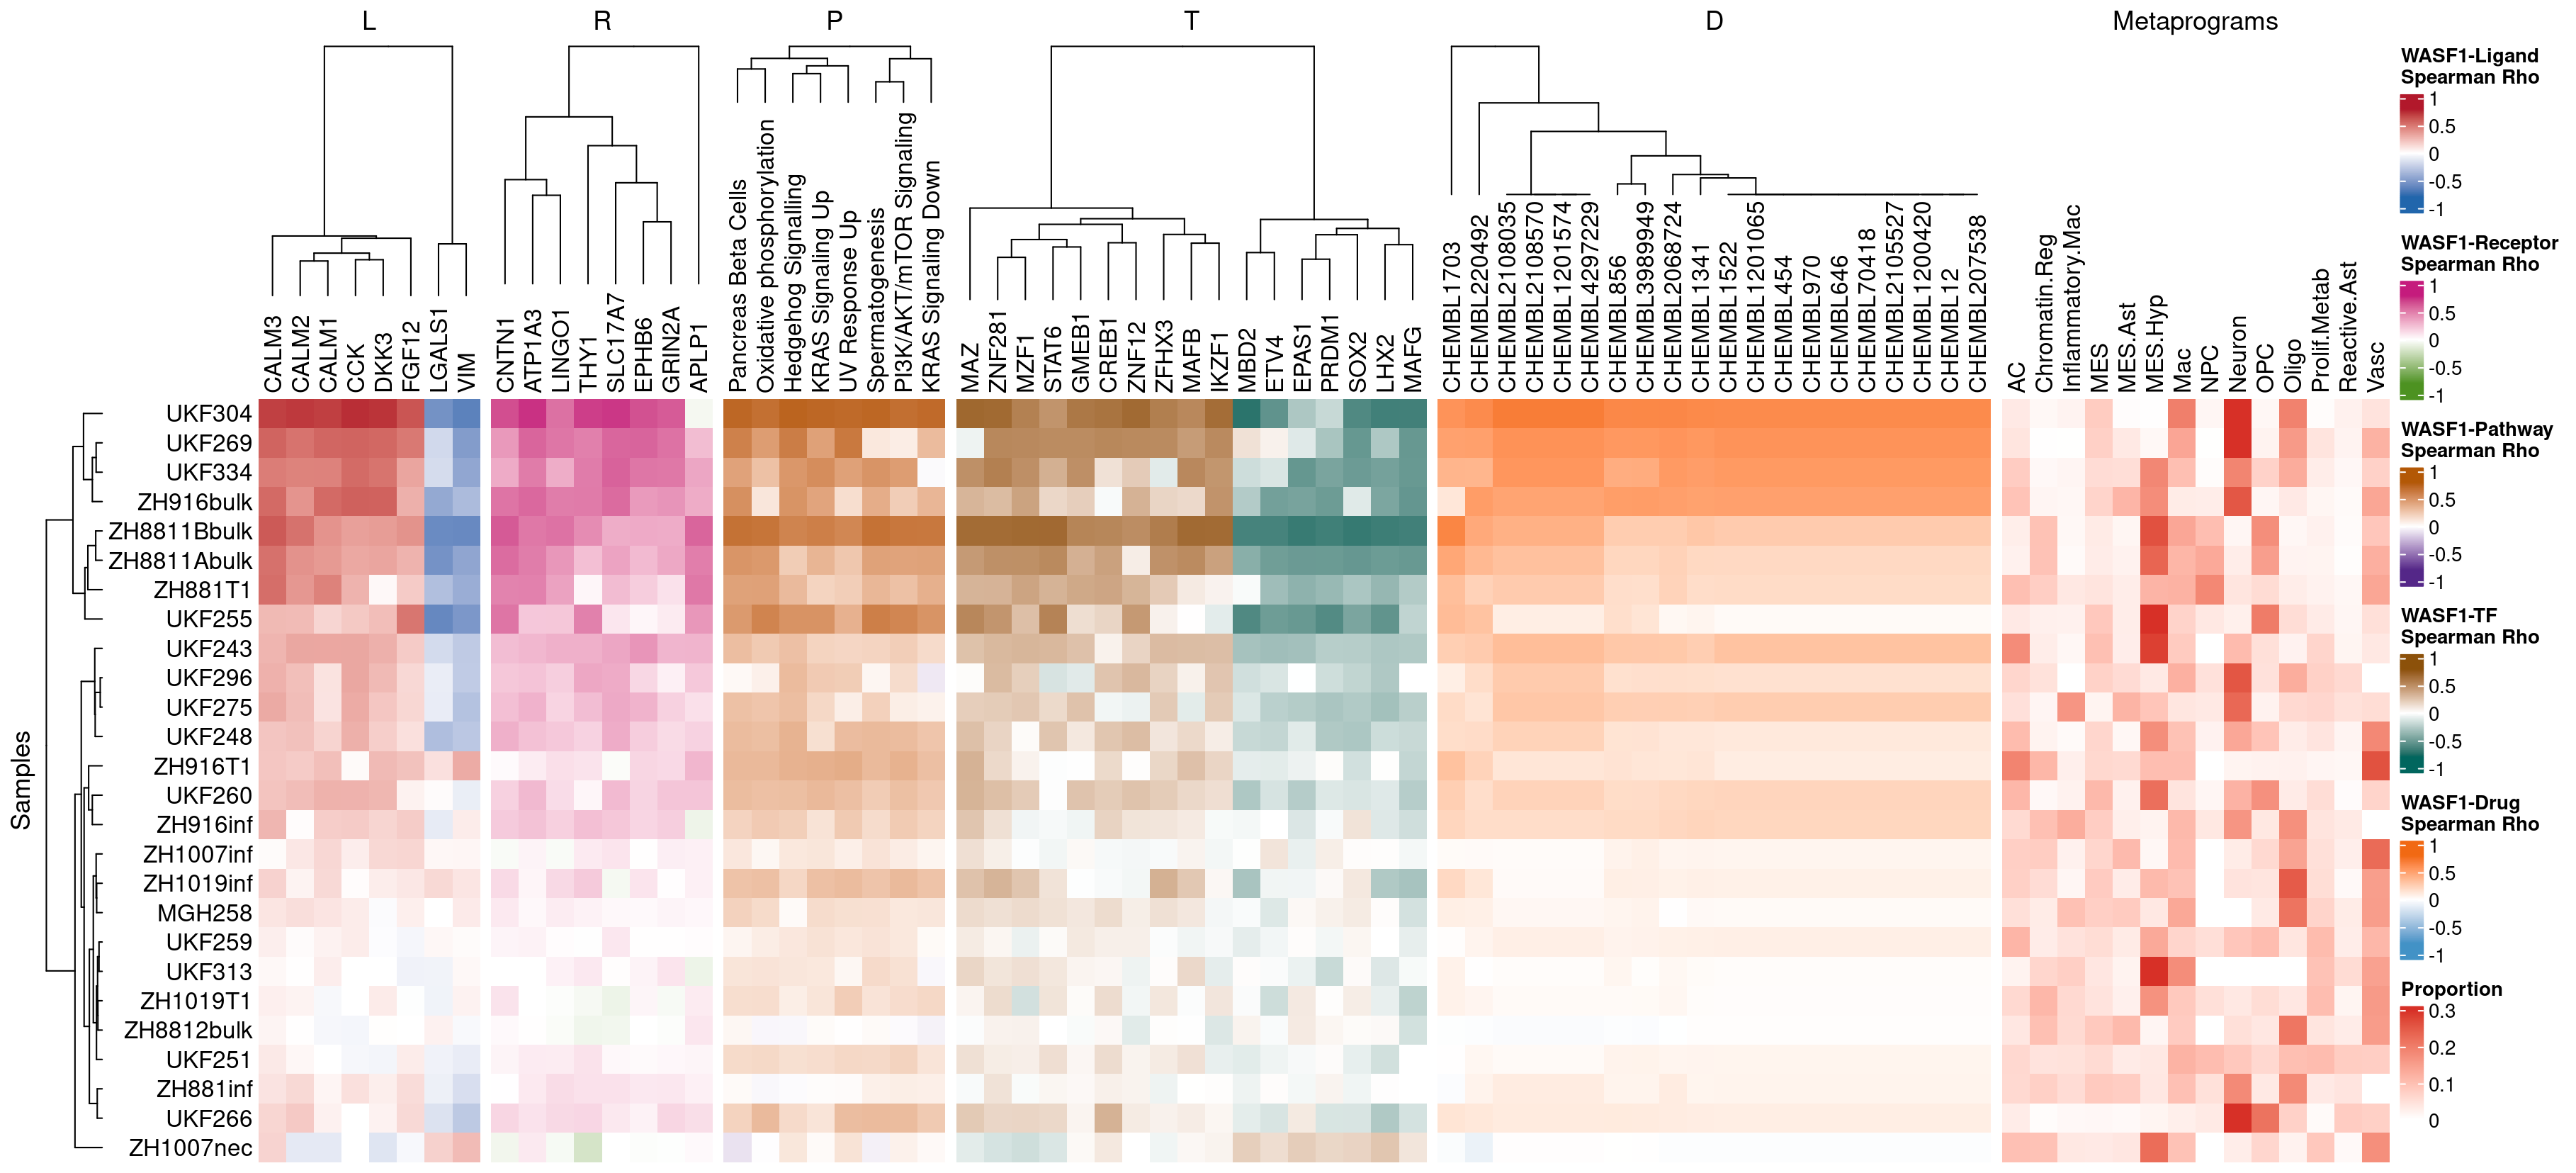 L
R
P
T
D
Metaprograms
CALM3
CALM2
CALM1
CCK
DKK3
FGF12
LGALS1
VIM
CNTN1
ATP1A3
LINGO1
THY1
SLC17A7
EPHB6
GRIN2A
APLP1
Pancreas Beta Cells
Oxidative phosphorylation
Hedgehog Signalling
KRAS Signaling Up
UV Response Up
Spermatogenesis
PI3K/AKT/mTOR Signaling
KRAS Signaling Down
MAZ
ZNF281
MZF1
STAT6
GMEB1
CREB1
ZNF12
ZFHX3
MAFB
IKZF1
MBD2
ETV4
EPAS1
PRDM1
SOX2
LHX2
MAFG
CHEMBL1703
CHEMBL220492
CHEMBL2108035
CHEMBL2108570
CHEMBL1201574
CHEMBL4297229
CHEMBL856
CHEMBL3989949
CHEMBL2068724
CHEMBL1341
CHEMBL1522
CHEMBL1201065
CHEMBL454
CHEMBL970
CHEMBL646
CHEMBL70418
CHEMBL2105527
CHEMBL1200420
CHEMBL12
CHEMBL2075538
AC
Chromatin.Reg
Inflammatory.Mac
MES
MES.Ast
MES.Hyp
Mac
NPC
Neuron
OPC
Oligo
Prolif.Metab
Reactive.Ast
Vasc
Samples
UKF304
UKF269
UKF334
ZH916bulk
ZH8811Bbulk
ZH8811Abulk
ZH881T1
UKF255
UKF243
UKF296
UKF275
UKF248
ZH916T1
UKF260
ZH916inf
ZH1007inf
ZH1019inf
MGH258
UKF259
UKF313
ZH1019T1
ZH8812bulk
UKF251
ZH881inf
UKF266
ZH1007nec
WASF1-Ligand
Spearman Rho
1
0.5
0
-0.5
-1
WASF1-Receptor
Spearman Rho
1
0.5
0
-0.5
-1
WASF1-Pathway
Spearman Rho
1
0.5
0
-0.5
-1
WASF1-TF
Spearman Rho
1
0.5
0
-0.5
-1
WASF1-Drug
Spearman Rho
1
0.5
0
-0.5
-1
Proportion
0.3
0.2
0.1
0